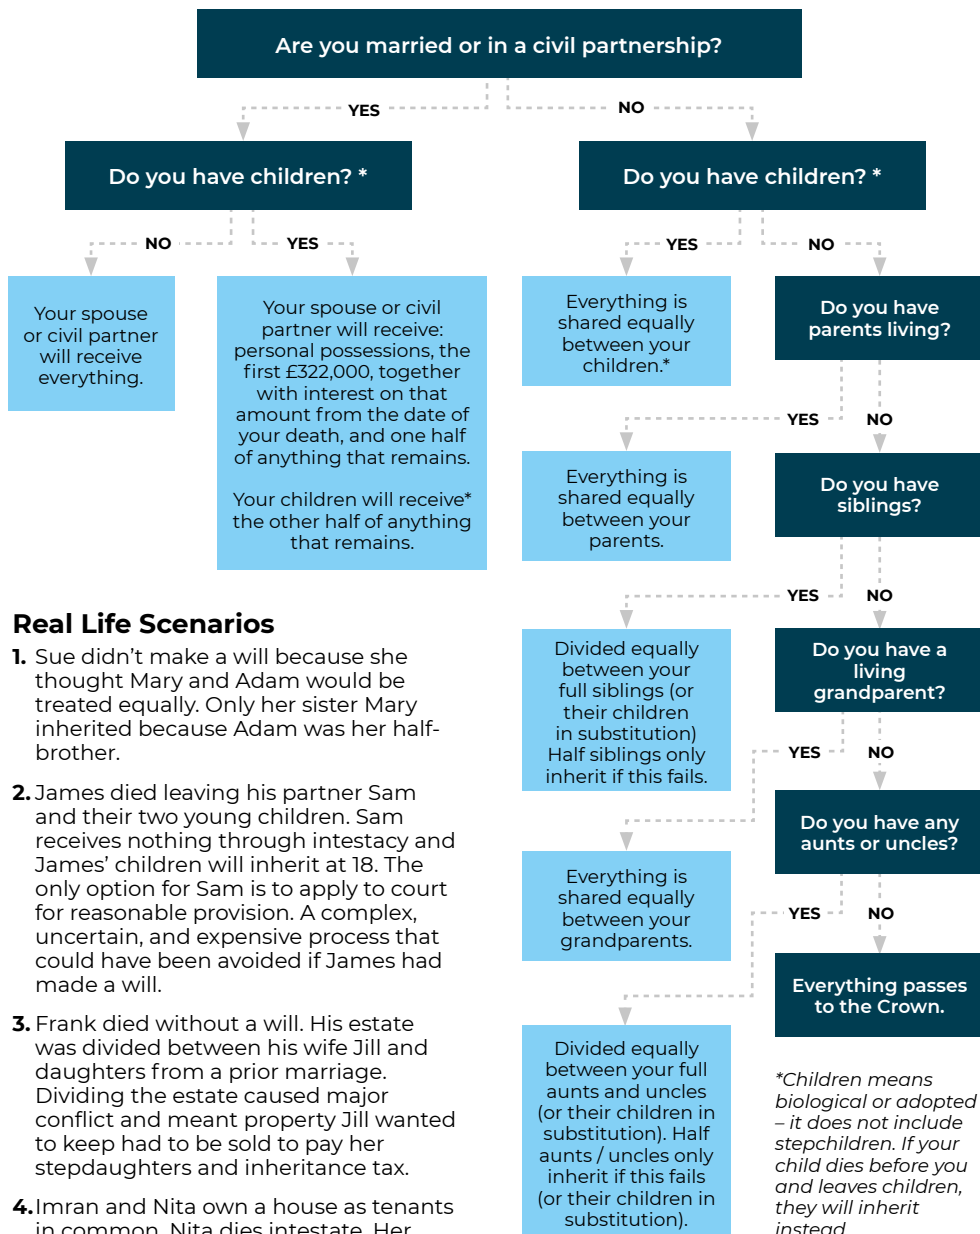 Are you married or in a civil partnership?
YES
NO
Do you have children? *
Do you have children? *
NO
YES
YES
NO
Your spouse
or civil partner
will receive
everything.
Your spouse or civil
partner will receive:
personal possessions, the
first £322,000, together
with interest on that
amount from the date of
your death, and one half
of anything that remains.
Your children will receive*
the other half of anything
that remains.
Everything is
shared equally
between your
children.*
Do you have
parents living?
YES
NO
Everything is
shared equally
between your
parents.
Do you have
siblings?
YES
NO
Divided equally
between your
full siblings (or
their children
in substitution)
Half siblings only
inherit if this fails.
Do you have a
living
grandparent?
YES
NO
Everything is
shared equally
between your
grandparents.
Do you have any
aunts or uncles?
YES
NO
Divided equally
between your full
aunts and uncles
(or their children in
substitution). Half
aunts / uncles only
inherit if this fails
(or their children in
substitution).
Everything passes
to the Crown.
*Children means
biological or adopted
– it does not include
stepchildren. If your
child dies before you
and leaves children,
they will inherit
instead
Real Life Scenarios
1. Sue didn't make a will because she
thought Mary and Adam would be
treated equally. Only her sister Mary
inherited because Adam was her half-
brother.
2. James died leaving his partner Sam
and their two young children. Sam
receives nothing through intestacy and
James' children will inherit at 18. The
only option for Sam is to apply to court
for reasonable provision. A complex,
uncertain, and expensive process that
could have been avoided if James had
made a will.
3. Frank died without a will. His estate
was divided between his wife Jill and
daughters from a prior marriage.
Dividing the estate caused major
conflict and meant property Jill wanted
to keep had to be sold to pay her
stepdaughters and inheritance tax.
4. Imran and Nita own a house as tenants
in common. Nita dies intestate. Her